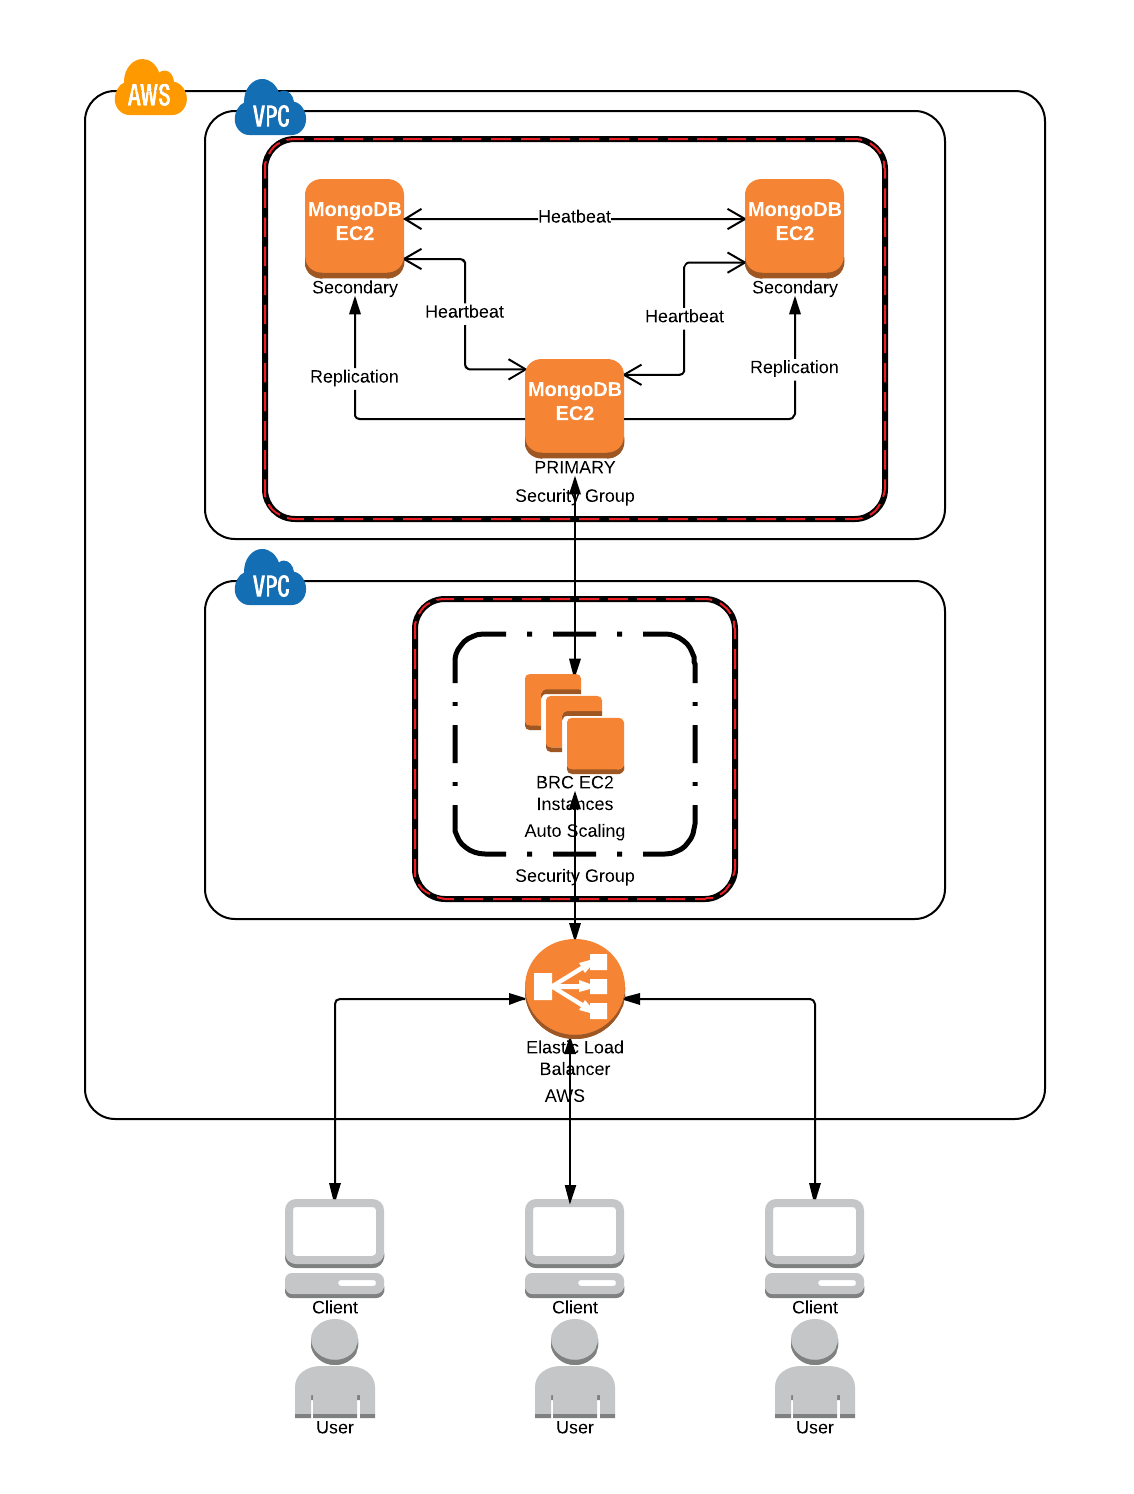 AWS
VPC
MongoDB
EC2
MongoDB
EC2
Heatbeat
Secondary
Secondary
Heartbeat
Heartbeat
Replication
Replication
MongoDB
EC2
PRIMARY
Security Group
VPC
BRC EC2
Instances
Auto Scaling
Security Group
Elastic Load
Balancer
AWS
Client
Client
Client
User
User
User